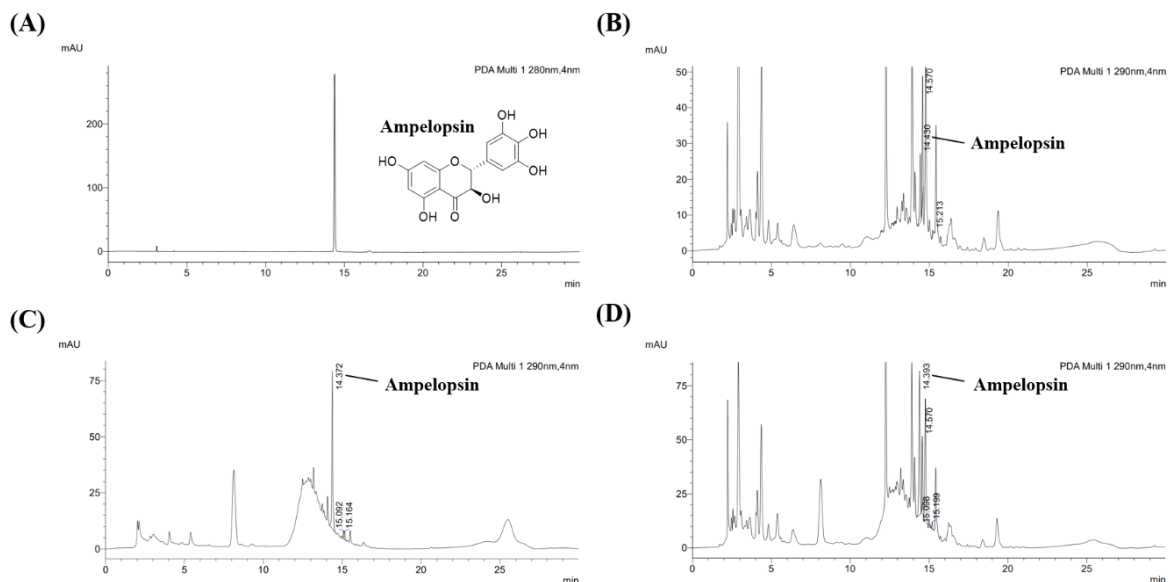 (A)
mAU
PDA Multi 1 280nm,4nm
200
100
0
0 5 10 15 20 25
min
Ampelopsin
OH
OH
OH
HO
O
OH
O
OH
(B)
mAU
PDA Multi 1 290nm,4nm
50
40
30
20
10
0
0 5 10 15 20 25
min
14.570
14.430
15.213
Ampelopsin
(C)
mAU
PDA Multi 1 290nm,4nm
75
50
25
0
0 5 10 15 20 25
min
14.372
15.092
15.164
Ampelopsin
(D)
mAU
PDA Multi 1 290nm,4nm
75
50
25
0
0 5 10 15 20 25
min
14.393
14.570
15.098
15.199
Ampelopsin